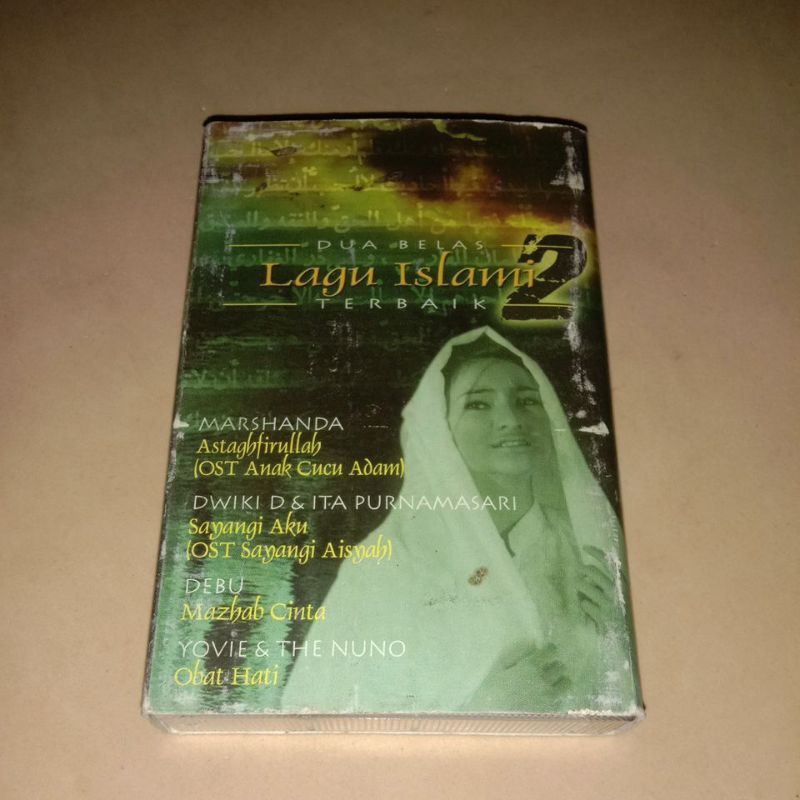 DUA BELAS
Lagu Islami 2
TERBAIK
MARSHANDA
Astaghfirullah
(OST Anak Cucu Adam)
DWIKI D & ITA PURNAMASARI
Sayangi Aku
(OST Sayangi Aisyah)
DEBU
Mazhab Cinta
YOVIE & THE NUNO
Obat Hati